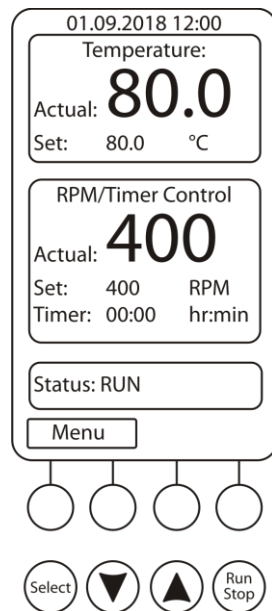 01.09.2018 12:00
Temperature:
Actual: 80.0
Set: 80.0 °C
RPM/Timer Control
Actual: 400
Set: 400 RPM
Timer: 00:00 hr:min
Status: RUN
Menu
Select Run
Stop